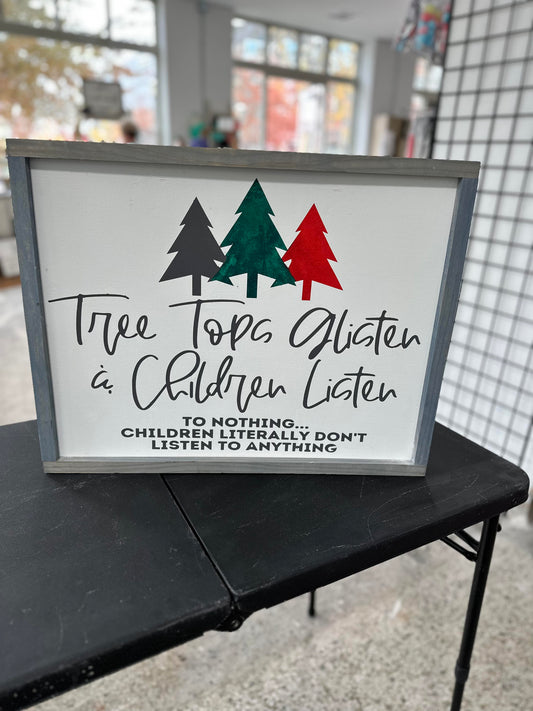 Tree Tops Glisten
& Children Listen
TO NOTHING...
CHILDREN LITERALLY DON'T
LISTEN TO ANYTHING